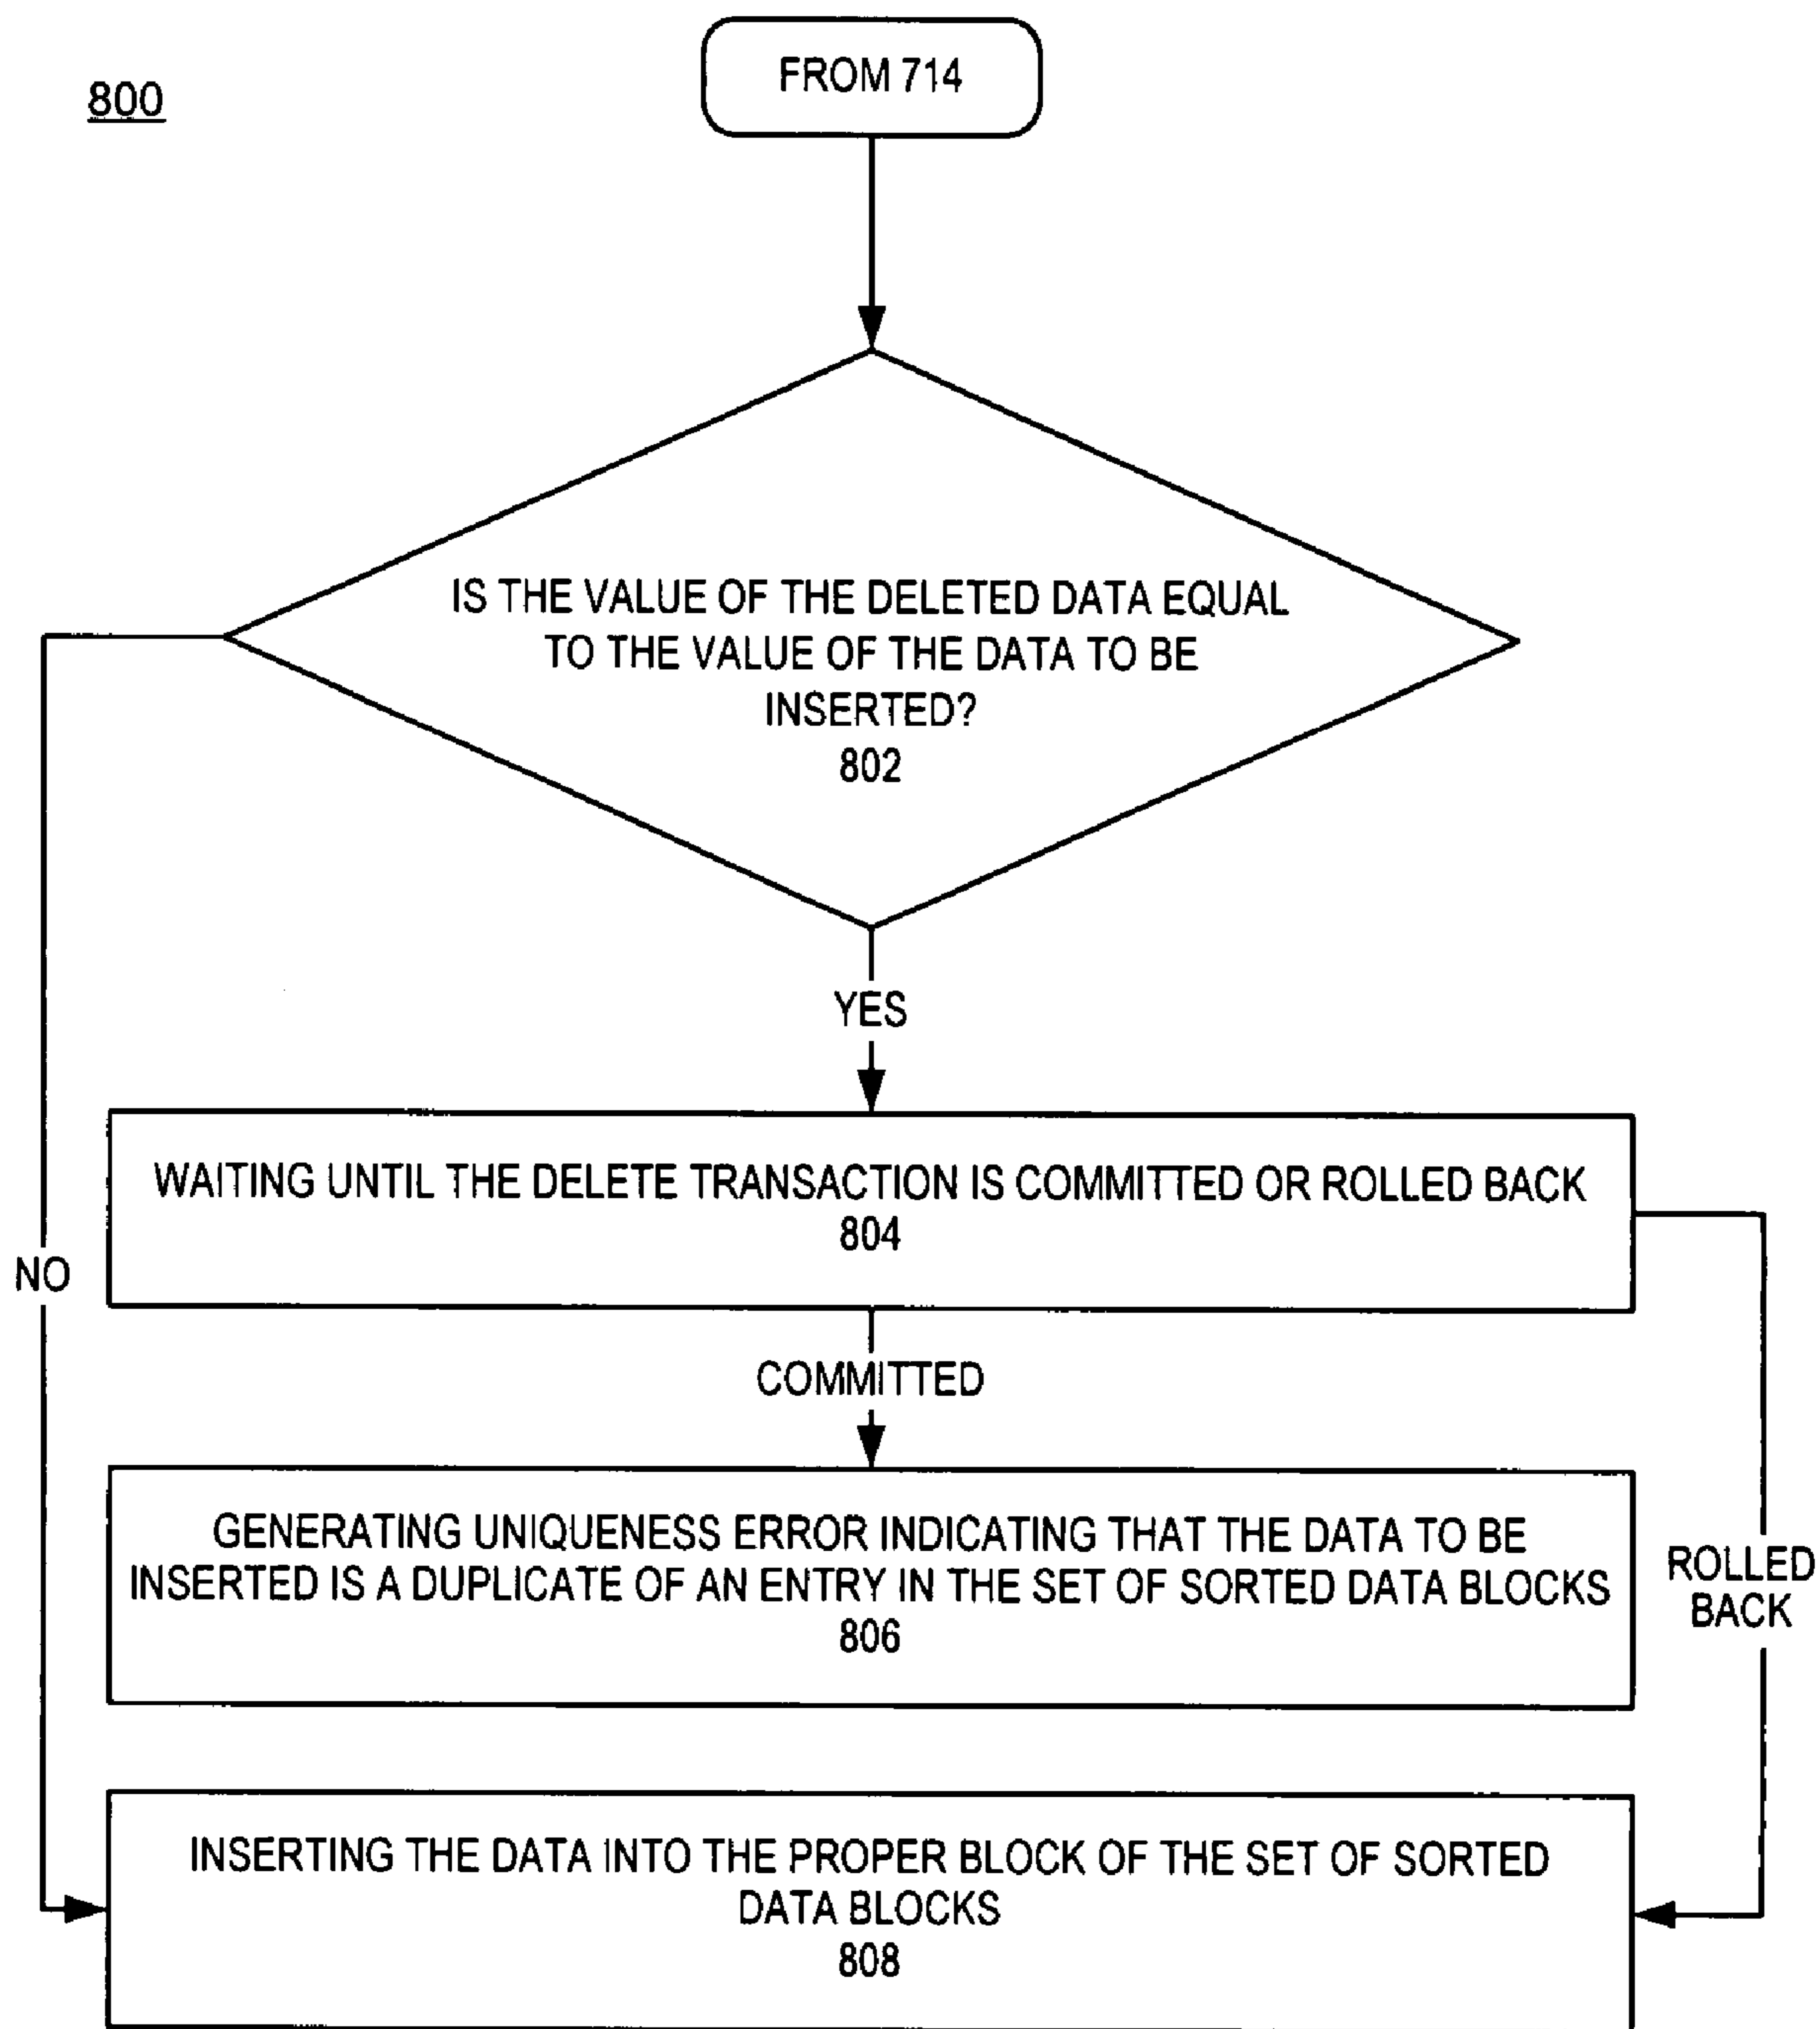 800
FROM 714
IS THE VALUE OF THE DELETED DATA EQUAL
TO THE VALUE OF THE DATA TO BE
INSERTED?
802
YES
NO
WAITING UNTIL THE DELETE TRANSACTION IS COMMITTED OR ROLLED BACK
804
COMMITTED
GENERATING UNIQUENESS ERROR INDICATING THAT THE DATA TO BE
INSERTED IS A DUPLICATE OF AN ENTRY IN THE SET OF SORTED DATA BLOCKS
806
ROLLED
BACK
INSERTING THE DATA INTO THE PROPER BLOCK OF THE SET OF SORTED
DATA BLOCKS
808